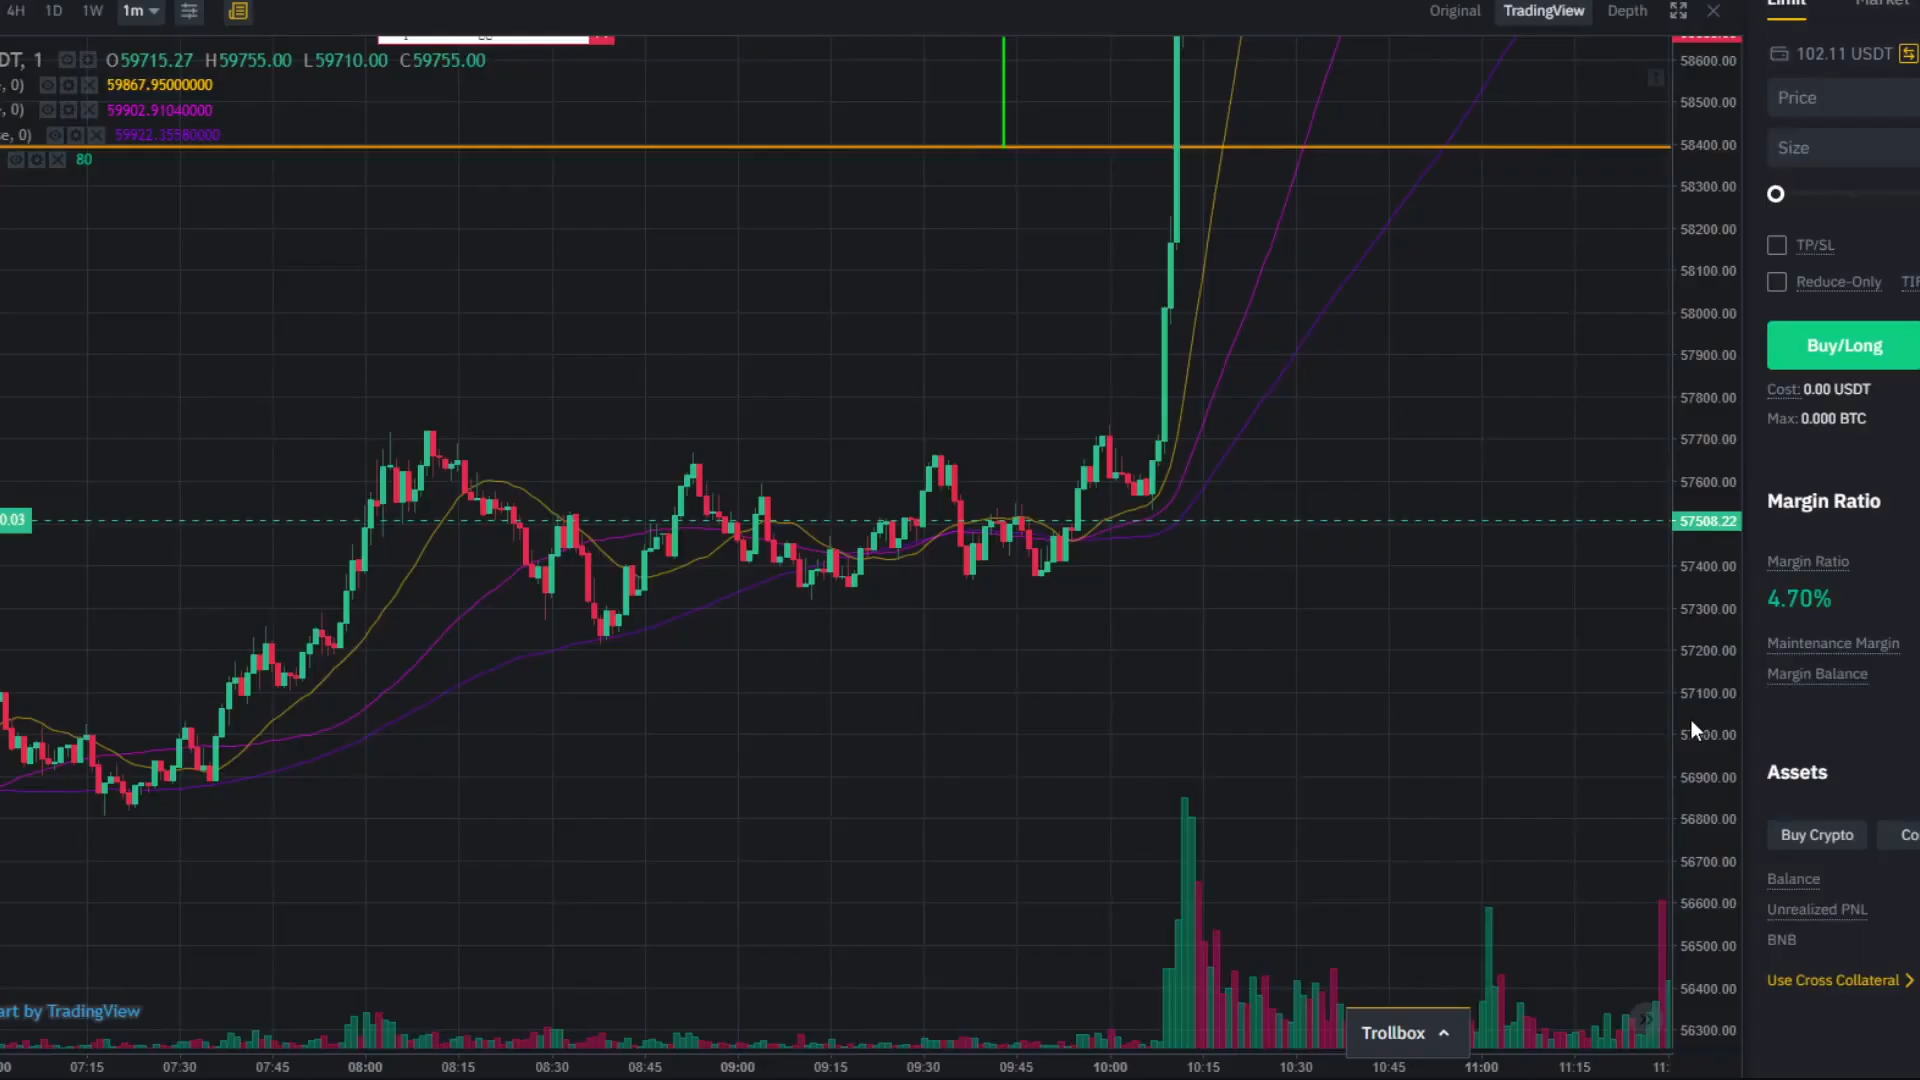 4H 1D 1W 1m
Original TradingView Depth
Limit Market
DT, 1 O59715.27 H59755.00 L59710.00 C59755.00
, 0) 59867.95000000
, 0) 59902.91040000
se, 0) 59922.35580000
80
58600.00
58500.00
58400.00
58300.00
58200.00
58100.00
58000.00
57900.00
57800.00
57700.00
57600.00
0.03
57508.22
57400.00
57300.00
57200.00
57100.00
56900.00
56800.00
56700.00
56600.00
56500.00
56400.00
56300.00
102.11 USDT
Price
Size
TP/SL
Reduce-Only TIF
Buy/Long
Cost: 0.00 USDT
Max: 0.000 BTC
Margin Ratio
Margin Ratio
4.70%
Maintenance Margin
Margin Balance
Assets
Buy Crypto Co
Balance
Unrealized PNL
BNB
Use Cross Collateral
art by TradingView
Trollbox
00 07:15 07:30 07:45 08:00 08:15 08:30 08:45 09:00 09:15 09:30 09:45 10:00 10:15 10:30 10:45 11:00 11:15 11: